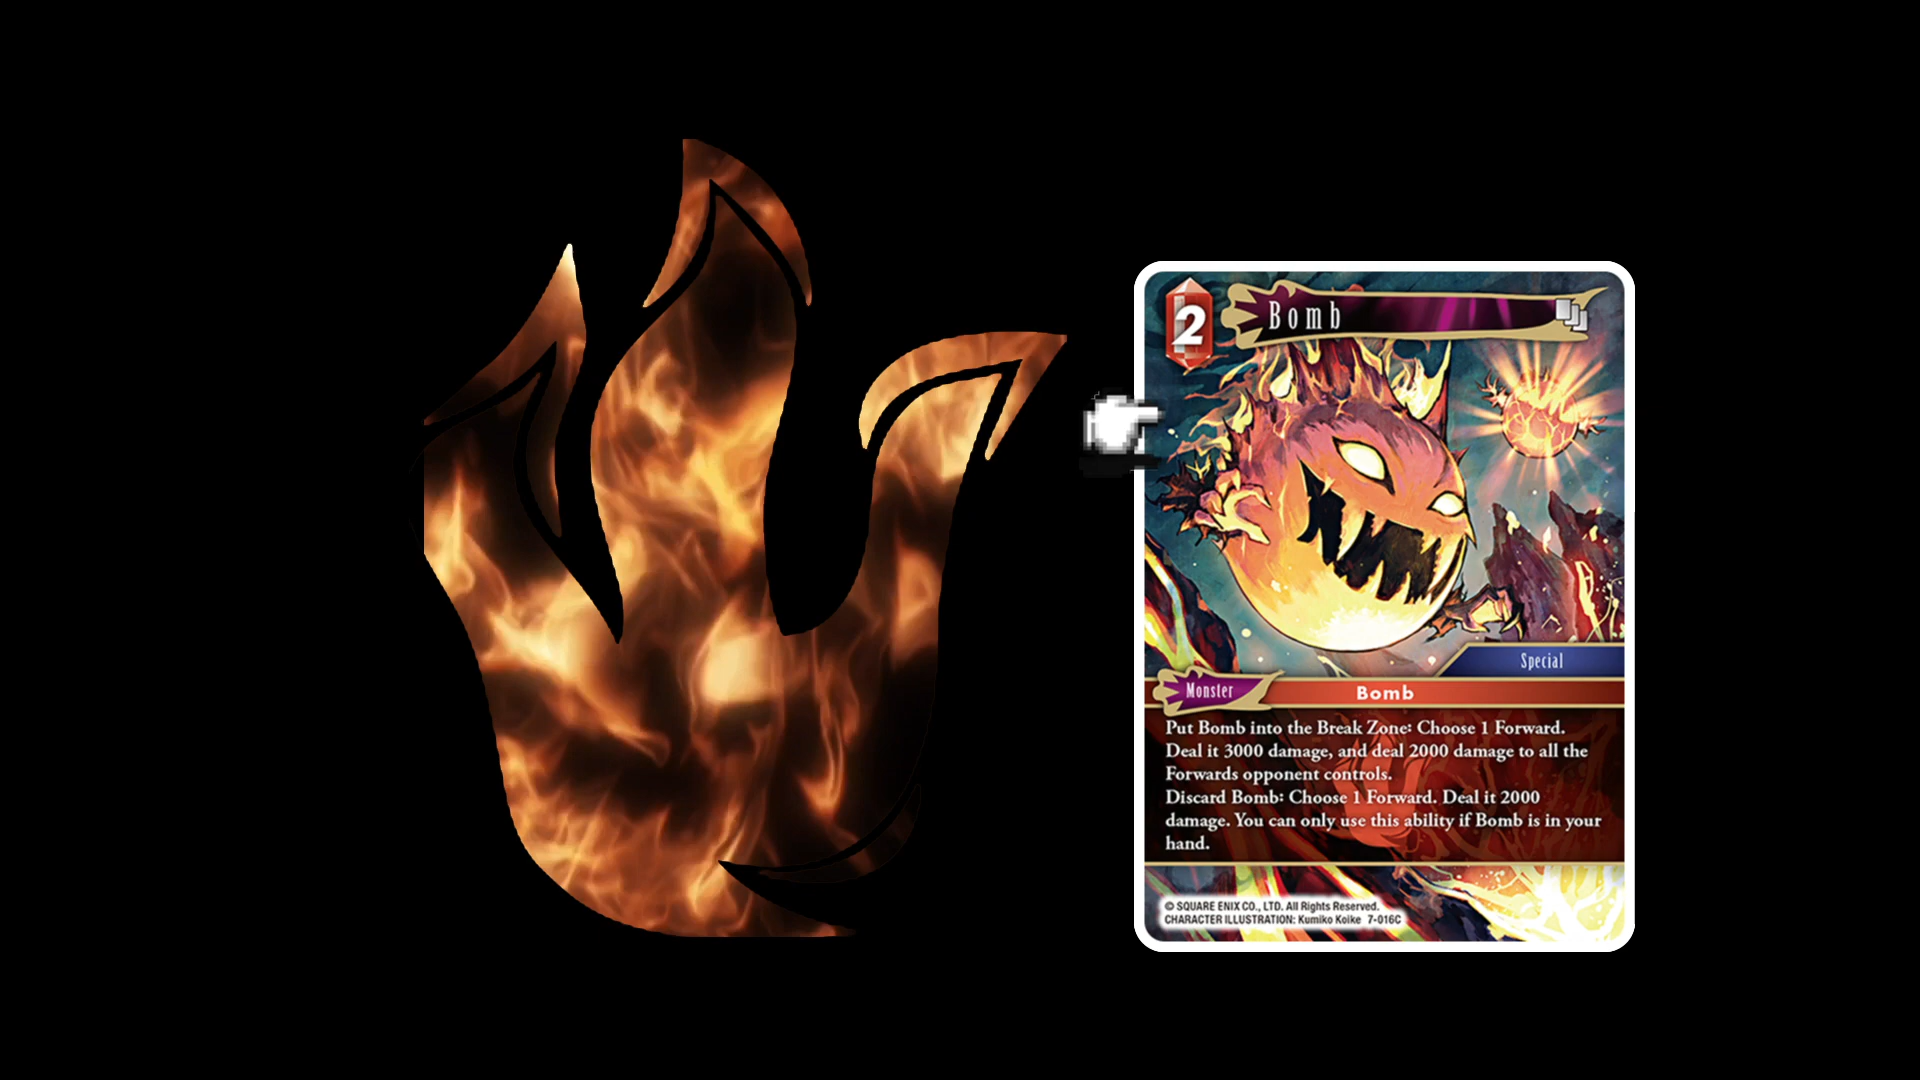 2
Bomb
Special
Monster
Bomb
Put Bomb into the Break Zone: Choose 1 Forward.
Deal it 3000 damage, and deal 2000 damage to all the
Forwards opponent controls.
Discard Bomb: Choose 1 Forward. Deal it 2000
damage. You can only use this ability if Bomb is in your
hand.
© SQUARE ENIX CO., LTD. All Rights Reserved.
CHARACTER ILLUSTRATION: Kumiko Koike 7-016C